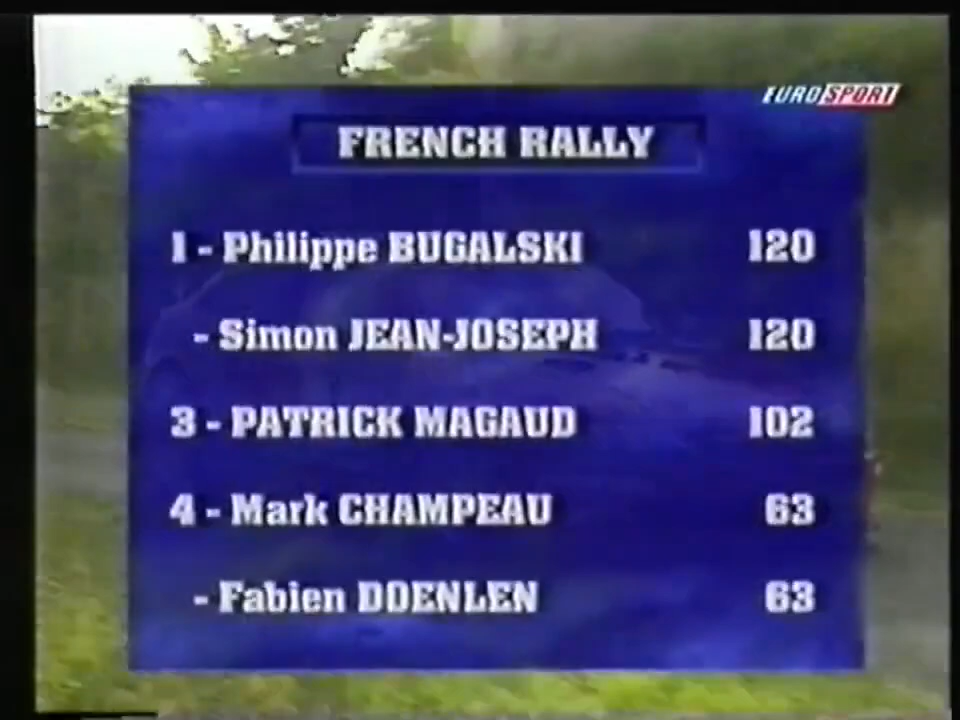 EUROSPORT
FRENCH RALLY
1 - Philippe BUGALSKI 120
- Simon JEAN-JOSEPH 120
3 - PATRICK MAGAUD 102
4 - Mark CHAMPEAU 63
- Fabien DOENLEN 63